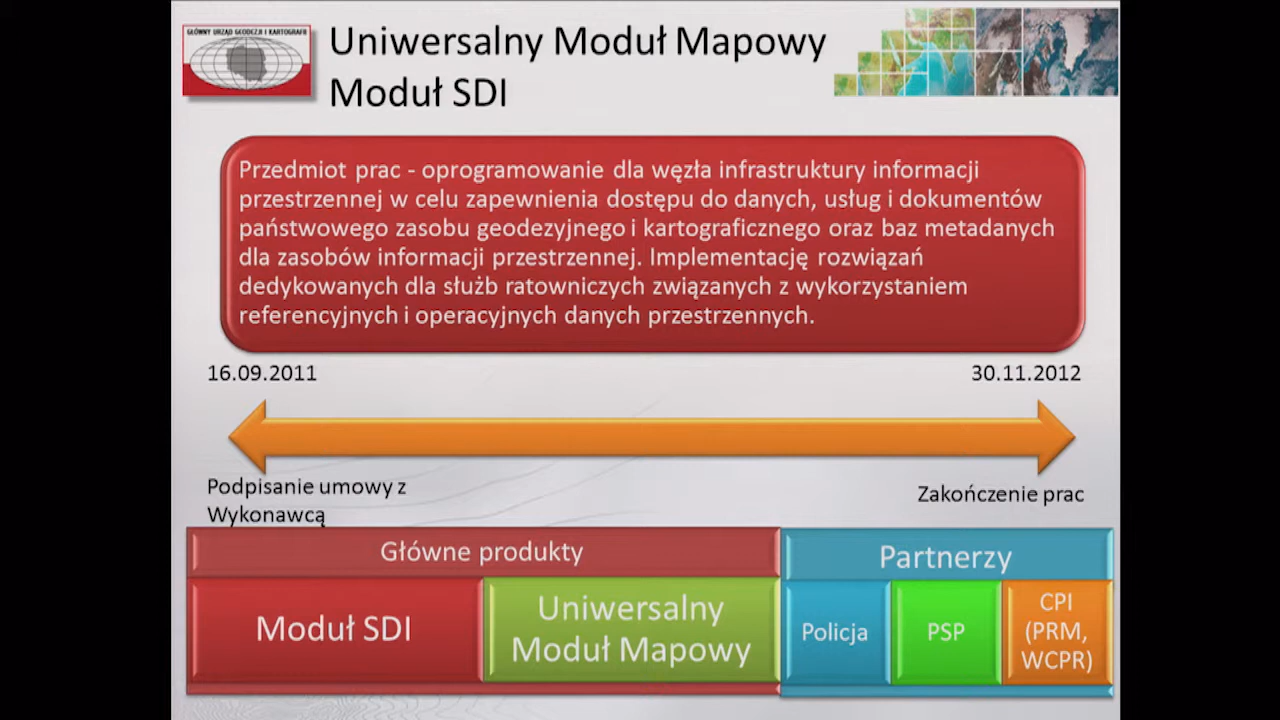 GŁÓWNY URZĄD GEODEZJI I KARTOGRAFII
Uniwersalny Moduł Mapowy
Moduł SDI
Przedmiot prac - oprogramowanie dla węzła infrastruktury informacji
przestrzennej w celu zapewnienia dostępu do danych, usług i dokumentów
państwowego zasobu geodezyjnego i kartograficznego oraz baz metadanych
dla zasobów informacji przestrzennej. Implementację rozwiązań
dedykowanych dla służb ratowniczych związanych z wykorzystaniem
referencyjnych i operacyjnych danych przestrzennych.
16.09.2011
30.11.2012
Podpisanie umowy z
Wykonawcą
Zakończenie prac
Główne produkty
Partnerzy
Moduł SDI
Uniwersalny
Moduł Mapowy
Policja
PSP
CPI
(PRM,
WCPR)